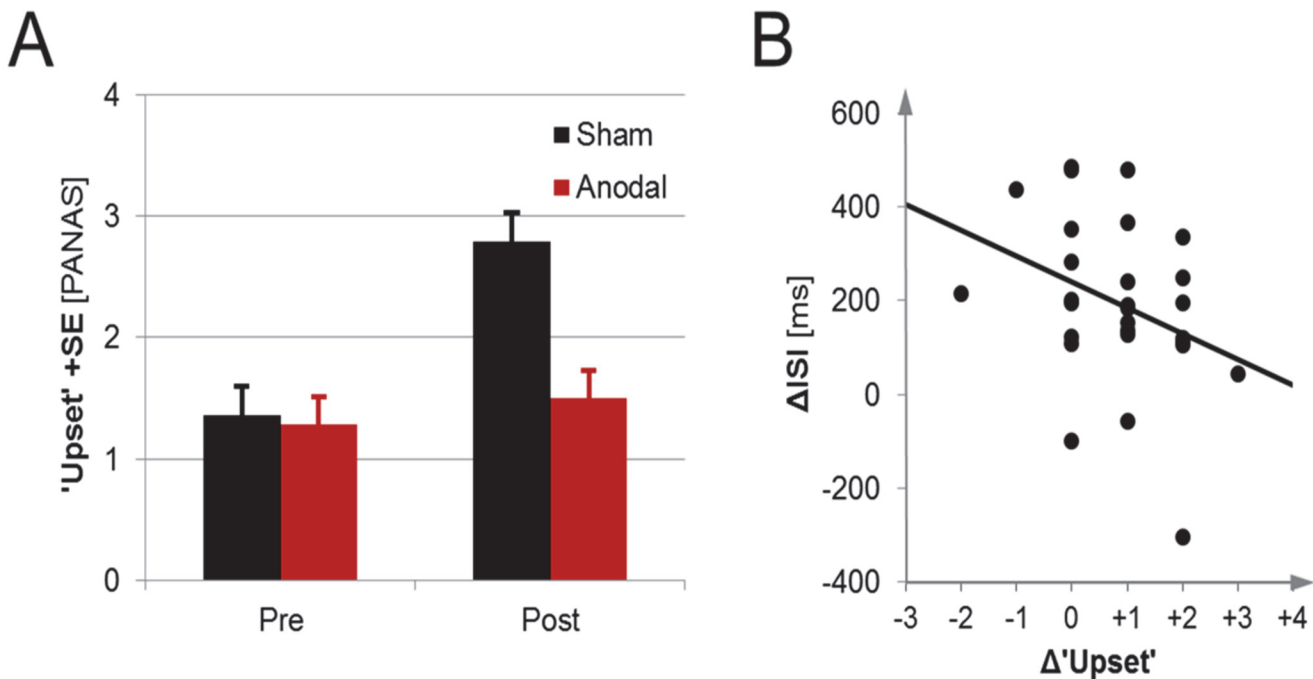 A
'Upset' +SE [PANAS]
4
3
2
1
0
Sham
Anodal
Pre
Post
B
ΔISI [ms]
600
400
200
0
-200
-400
-3 -2 -1 0 +1 +2 +3 +4
Δ'Upset'